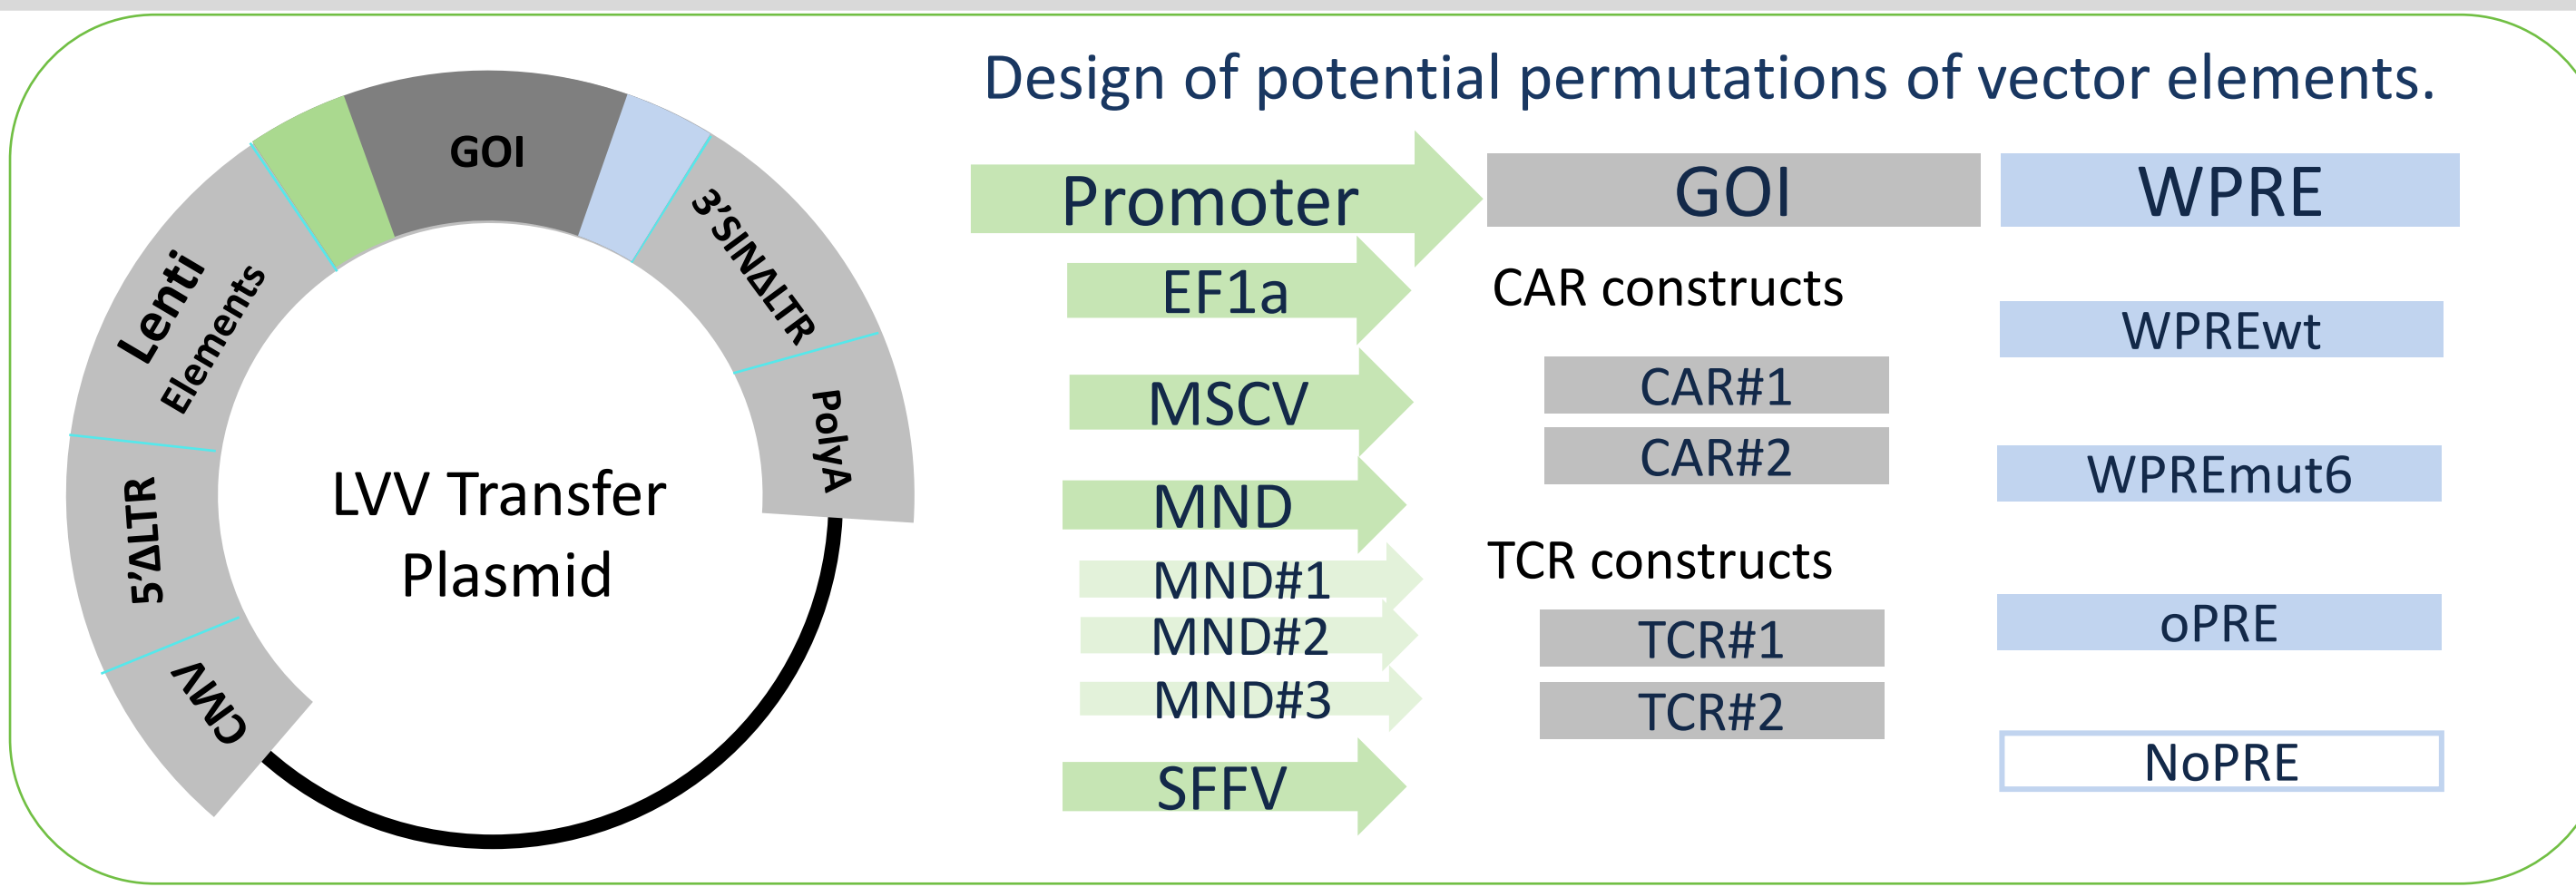 Design of potential permutations of vector elements.
GOI
3'SINΔLTR
PolyA
Lenti
Elements
5'ΔLTR
CMV
LVV Transfer
Plasmid
Promoter
EF1a
MSCV
MND
MND#1
MND#2
MND#3
SFFV
GOI
CAR constructs
CAR#1
CAR#2
TCR constructs
TCR#1
TCR#2
WPRE
WPREwt
WPREmut6
oPRE
NoPRE